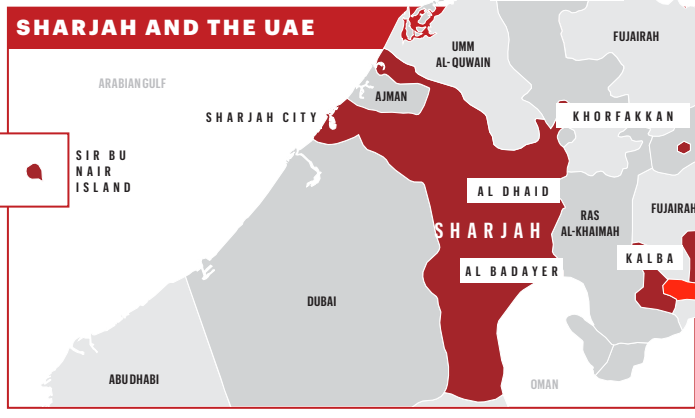 SHARJAH AND THE UAE
UMM
AL-QUWAIN
FUJAIRAH
ARABIAN GULF
AJMAN
SHARJAH CITY
KHORFAKKAN
SIR BU
NAIR
ISLAND
AL DHAID
RAS
AL-KHAIMAH
FUJAIRAH
SHARJAH
KALBA
AL BADAYER
DUBAI
ABU DHABI
OMAN